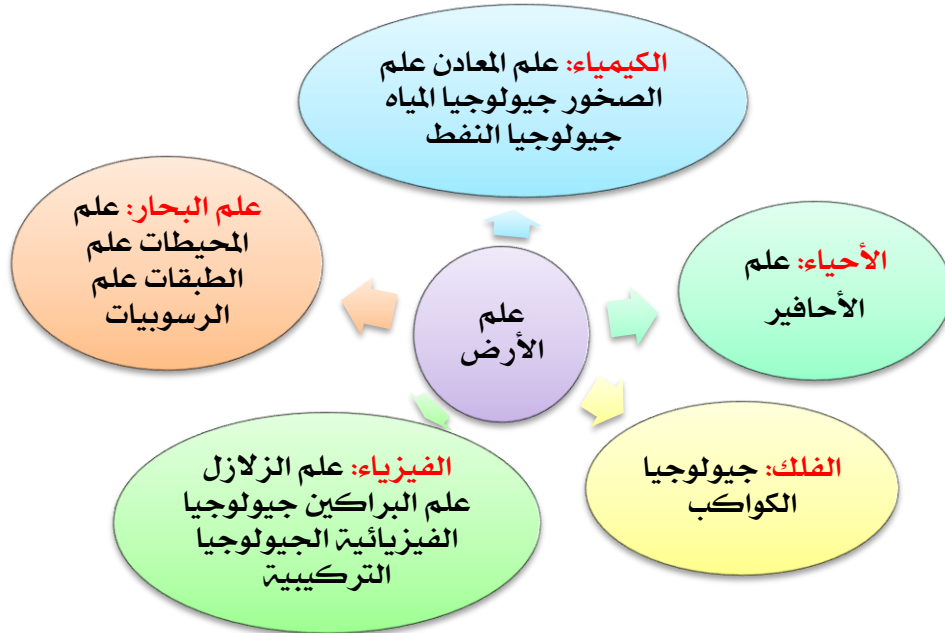 الكيمياء: علم المعادن علم
الصخور جيولوجيا المياه
جيولوجيا النفط
الأحياء: علم
الأحافير
علم البحار: علم
المحيطات علم
الطبقات علم
الرسوبيات
علم
الأرض
الفلك: جيولوجيا
الكواكب
الفيزياء: علم الزلازل
علم البراكين جيولوجيا
الفيزيائية الجيولوجيا
التركيبية